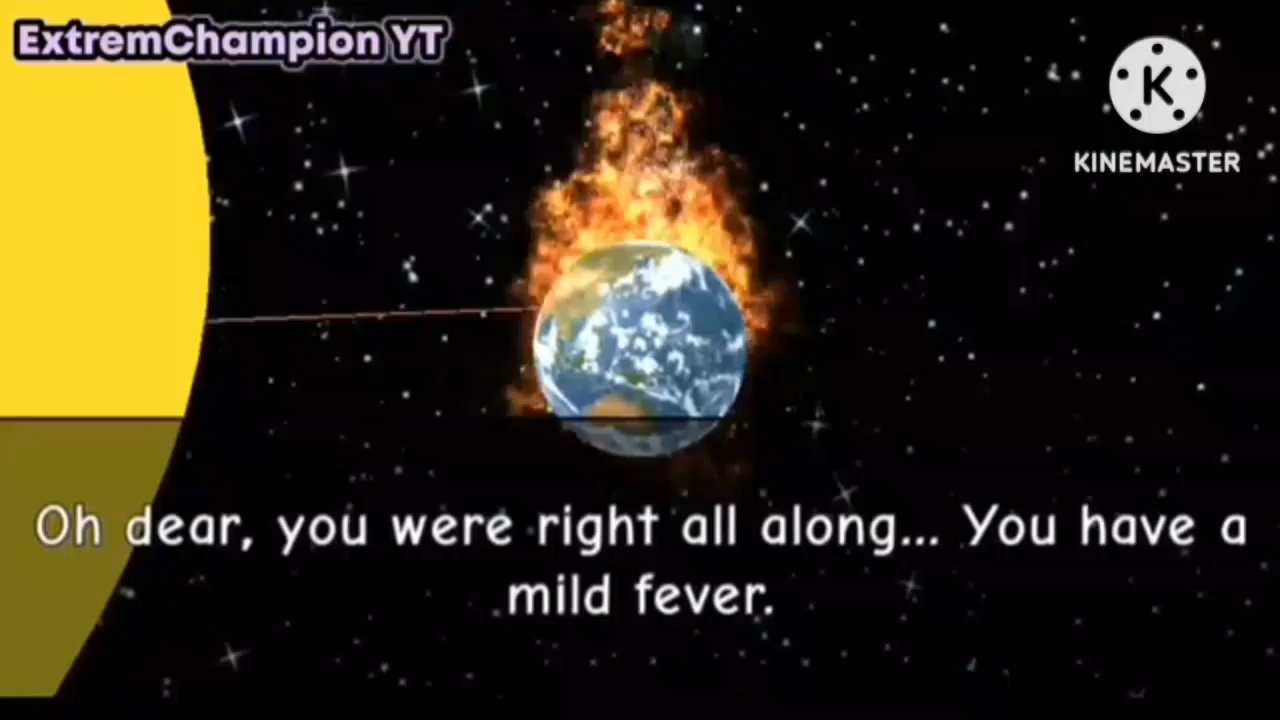 ExtremChampion YT
K
KINEMASTER
Oh dear, you were right all along... You have a
mild fever.